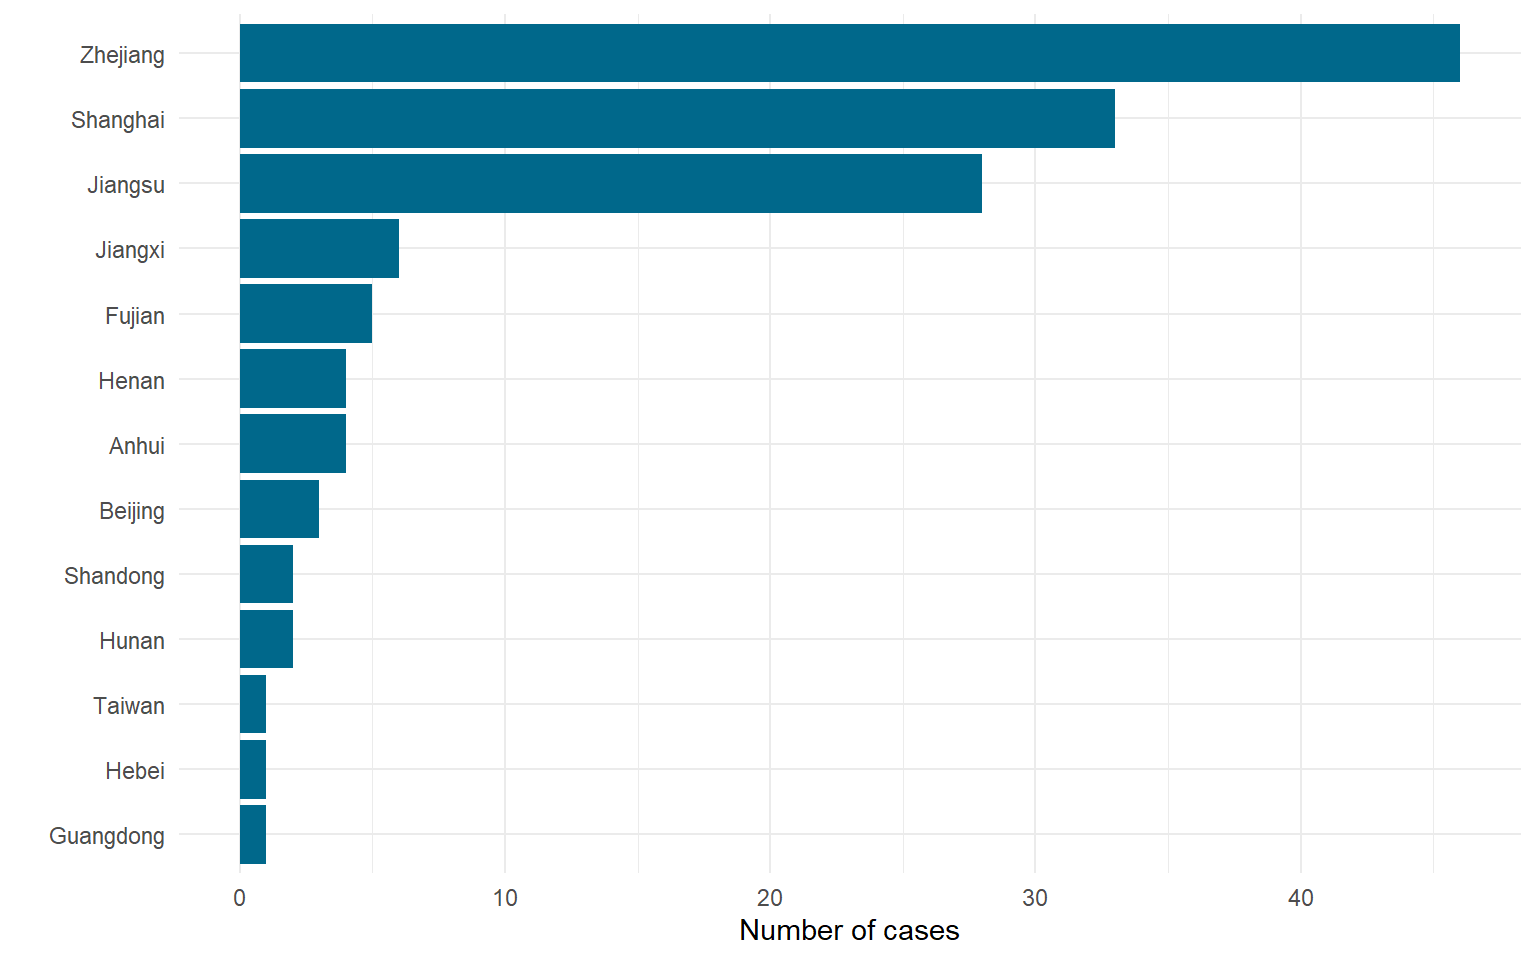 Zhejiang
Shanghai
Jiangsu
Jiangxi
Fujian
Henan
Anhui
Beijing
Shandong
Hunan
Taiwan
Hebei
Guangdong
0 10 20 30 40
Number of cases